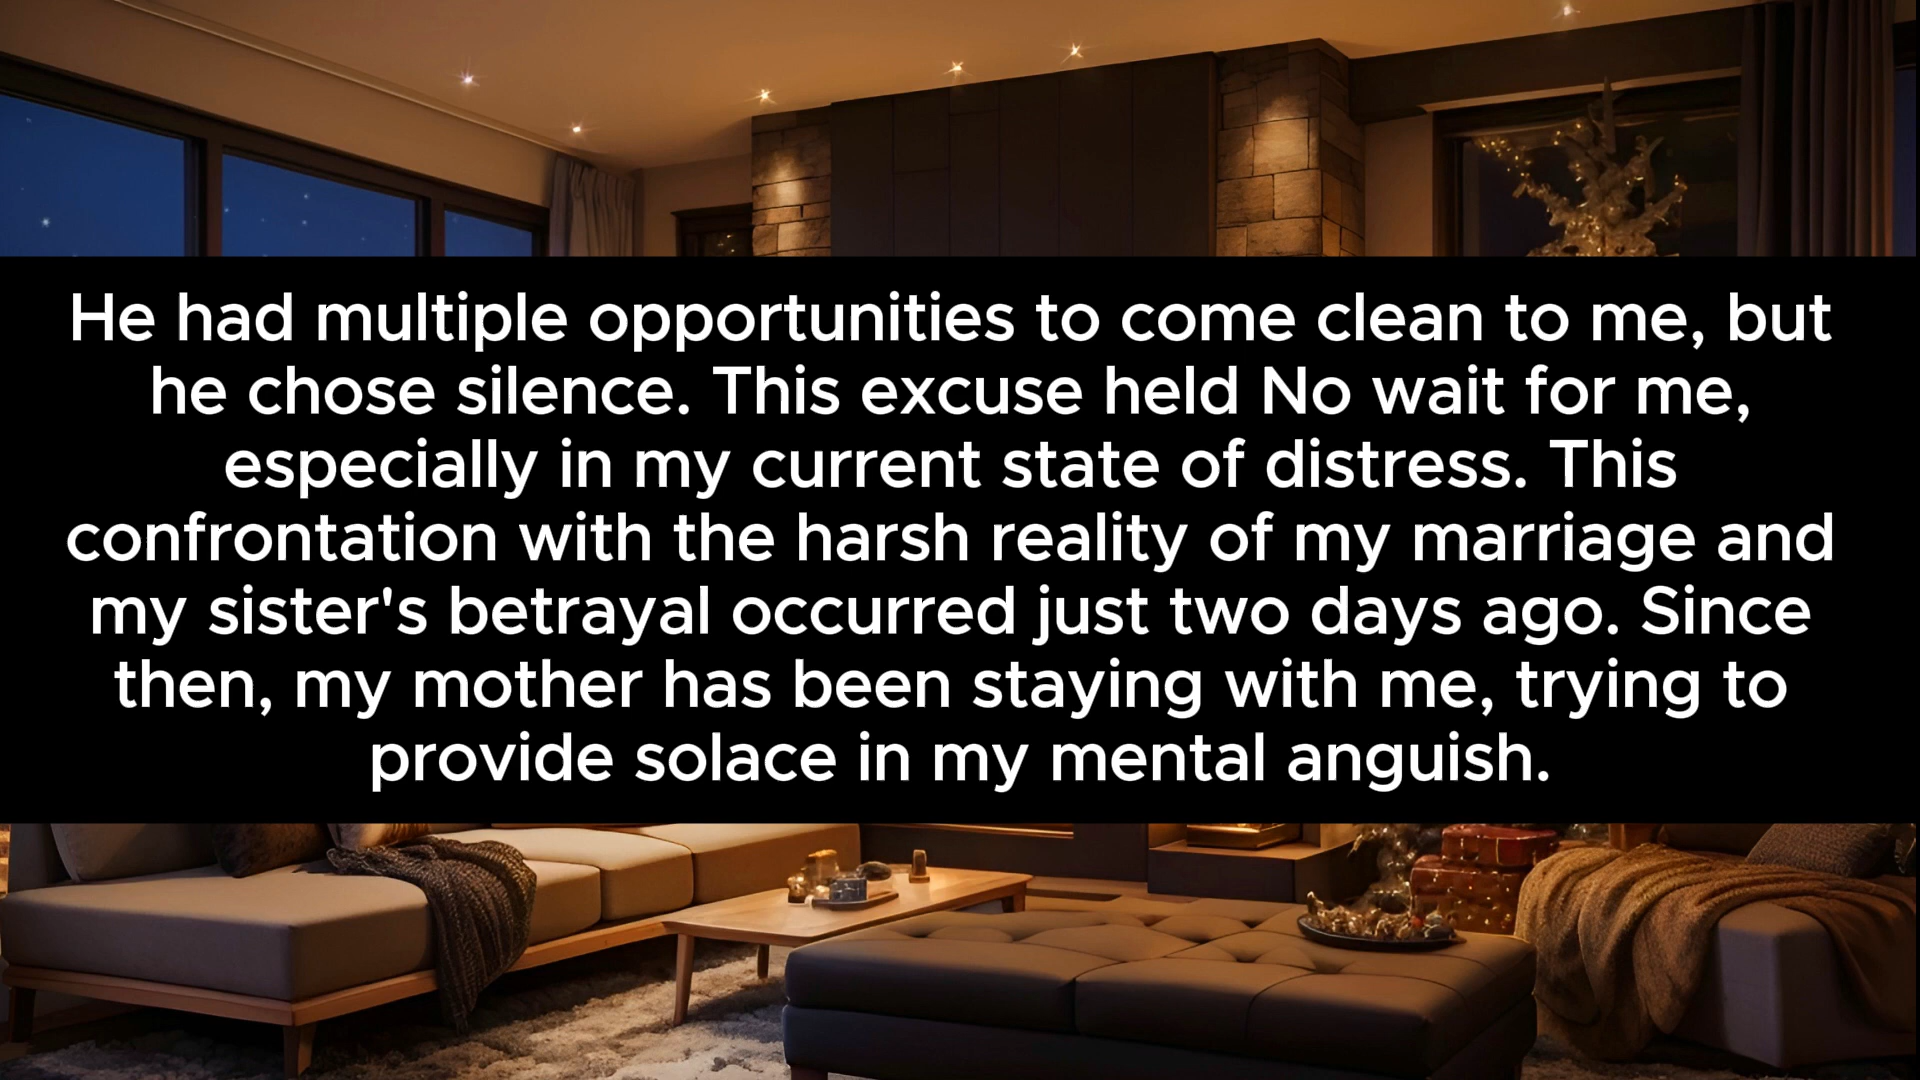 He had multiple opportunities to come clean to me, but
he chose silence. This excuse held No wait for me,
especially in my current state of distress. This
confrontation with the harsh reality of my marriage and
my sister's betrayal occurred just two days ago. Since
then, my mother has been staying with me, trying to
provide solace in my mental anguish.